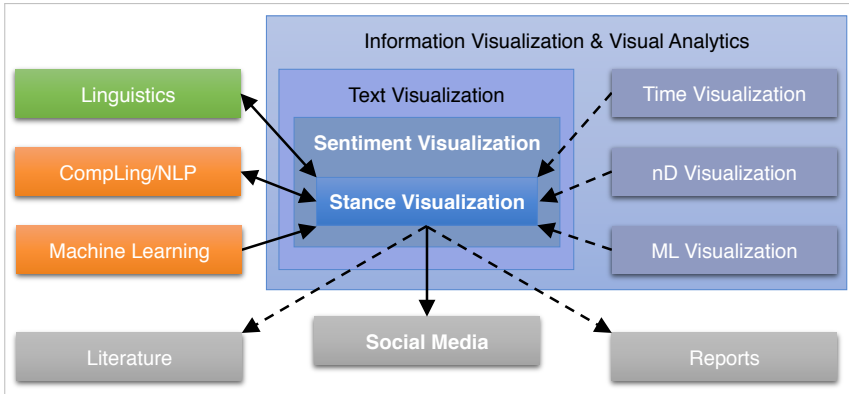 Information Visualization & Visual Analytics
Linguistics
Text Visualization
Time Visualization
Sentiment Visualization
CompLing/NLP
nD Visualization
Stance Visualization
Machine Learning
ML Visualization
Literature
Social Media
Reports